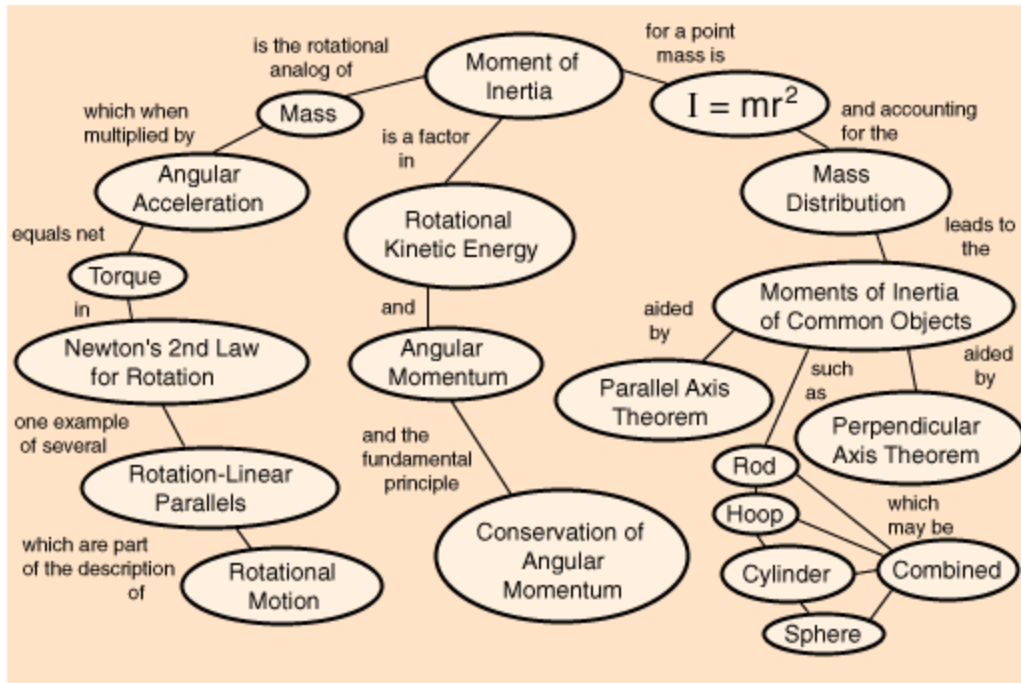 is the rotational
analog of
Moment of
Inertia
for a point
mass is
I = mr²
Mass
which when
multiplied by
is a factor
in
and accounting
for the
Angular
Acceleration
Rotational
Kinetic Energy
Mass
Distribution
equals net
leads to
the
Torque
in
and
aided
by
Moments of Inertia
of Common Objects
Newton's 2nd Law
for Rotation
Angular
Momentum
Parallel Axis
Theorem
such
as
aided
by
one example
of several
and the
fundamental
principle
Perpendicular
Axis Theorem
Rotation-Linear
Parallels
Rod
Hoop
which
may be
which are part
of the description
of
Rotational
Motion
Conservation of
Angular
Momentum
Cylinder
Combined
Sphere